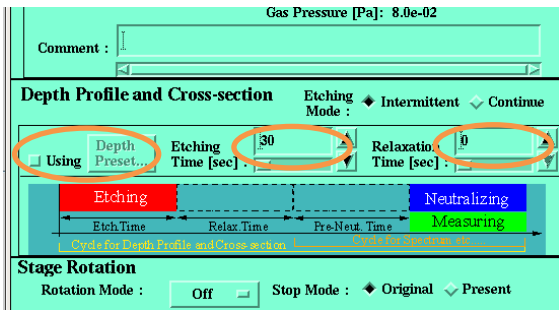 Gas Pressure [Pa]: 8.0e-02
Comment :
Depth Profile and Cross-section Etching Mode : Intermittent Continue
Using Depth Preset... Etching Time [sec] : 30 Relaxation Time [sec] : 0
Etching Neutralizing
Etch.Time Relax.Time Pre-Neut. Time Measuring
Cycle for Depth Profile and Cross-section Cycle for Spectrum etc...
Stage Rotation
Rotation Mode : Off Stop Mode : Original Present